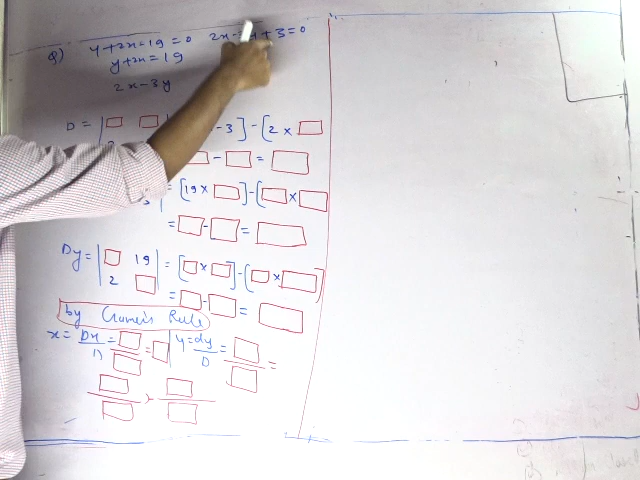 Q) y+2x-19=0 2x-3y+3=0
y+2x=19
2x-3y
D = | □ □ | -3]-[2×□
□-□=□
=[19×□]-[□×□]
=□-□=□
Dy=|□ 19| =[□×□]-[□×□]
|2 □|
=□-□=□
by Cramer's Rule
x=Dx/D=□/□=□ | y=dy/D=□/□=
□/□, □/□